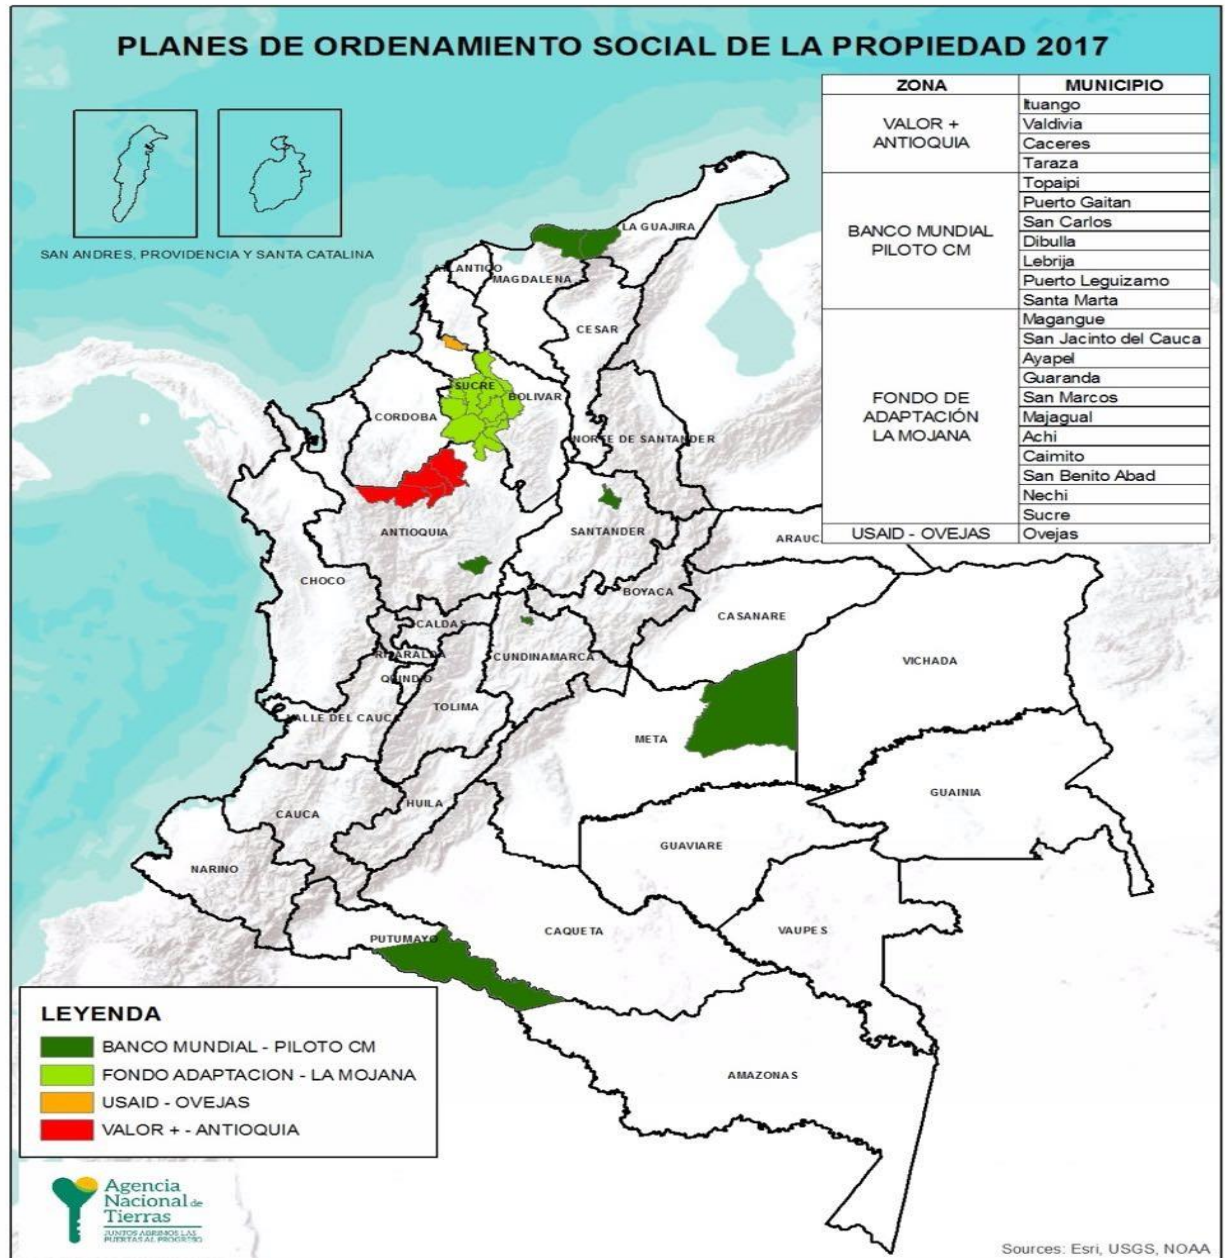 PLANES DE ORDENAMIENTO SOCIAL DE LA PROPIEDAD 2017
ZONA MUNICIPIO
VALOR +
ANTIOQUIA
Ituango
Valdivia
Caceres
Taraza
BANCO MUNDIAL
PILOTO CM
Topaipi
Puerto Gaitan
San Carlos
Dibulla
Lebrija
Puerto Leguizamo
Santa Marta
FONDO DE
ADAPTACIÓN
LA MOJANA
Magangue
San Jacinto del Cauca
Ayapel
Guaranda
San Marcos
Majagual
Achi
Caimito
San Benito Abad
Nechi
Sucre
USAID - OVEJAS Ovejas
SAN ANDRES, PROVIDENCIA Y SANTA CATALINA
LA GUAJIRA
ATLANTICO
MAGDALENA
CESAR
SUCRE
BOLIVAR
CORDOBA
NORTE DE SANTANDER
ANTIOQUIA
SANTANDER
ARAUC
CHOCO
BOYACA
CASANARE
CALDAS
RISARALDA
CUNDINAMARCA
VICHADA
QUINDIO
TOLIMA
VALLE DEL CAUCA
META
GUAINIA
HUILA
CAUCA
GUAVIARE
NARINO
CAQUETA
VAUPES
PUTUMAYO
AMAZONAS
LEYENDA
BANCO MUNDIAL - PILOTO CM
FONDO ADAPTACION - LA MOJANA
USAID - OVEJAS
VALOR + - ANTIOQUIA
Agencia
Nacional de
Tierras
JUNTOS ABRIMOS LAS
PUERTAS AL PROGRESO
Sources: Esri, USGS, NOAA